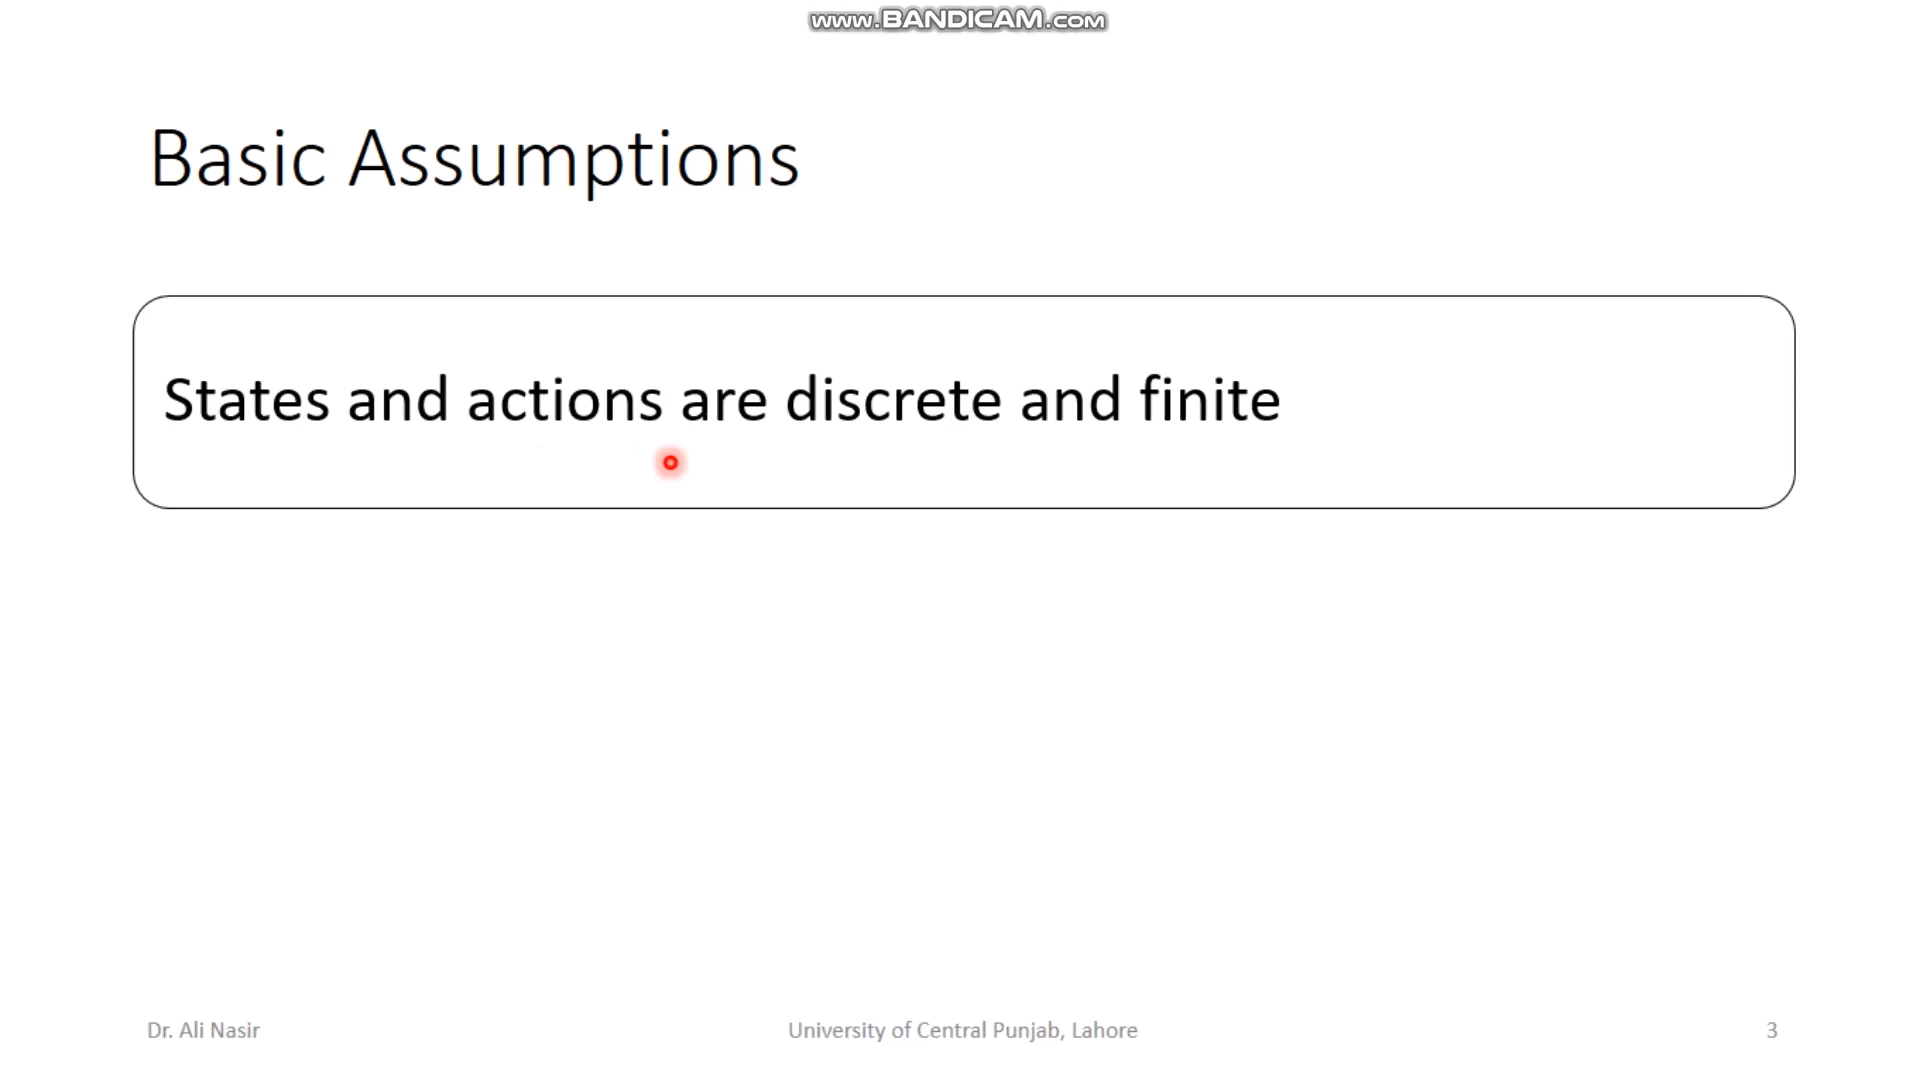 www.BANDICAM.com
Basic Assumptions
States and actions are discrete and finite
Dr. Ali Nasir
University of Central Punjab, Lahore
3